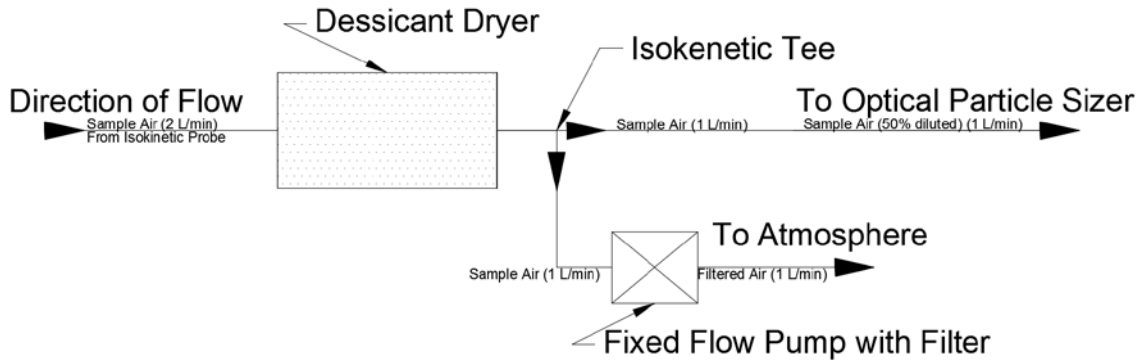 Dessicant Dryer
Isokenetic Tee
Direction of Flow
To Optical Particle Sizer
Sample Air (2 L/min)
From Isokinetic Probe
Sample Air (1 L/min)
Sample Air (50% diluted) (1 L/min)
To Atmosphere
Sample Air (1 L/min)
Filtered Air (1 L/min)
Fixed Flow Pump with Filter